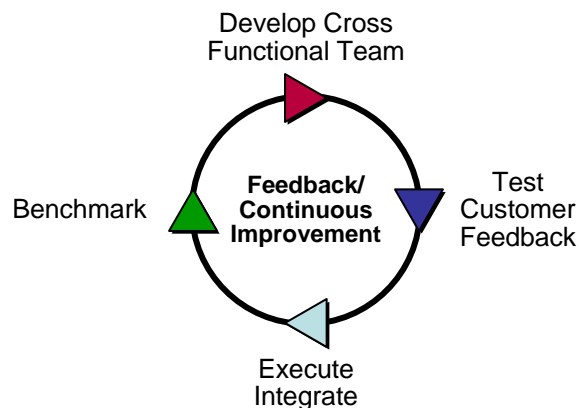 Develop Cross
Functional Team
Benchmark
Feedback/
Continuous
Improvement
Test
Customer
Feedback
Execute
Integrate